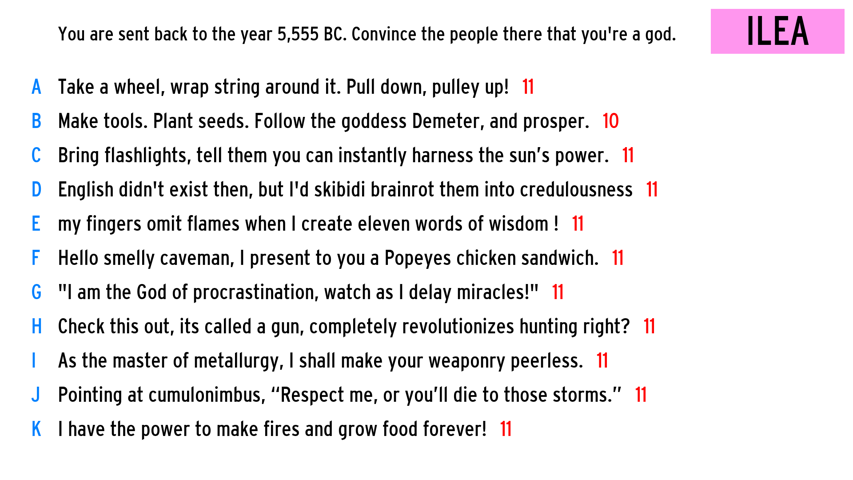 You are sent back to the year 5,555 BC. Convince the people there that you're a god.
ILEA
A Take a wheel, wrap string around it. Pull down, pulley up! 11
B Make tools. Plant seeds. Follow the goddess Demeter, and prosper. 10
C Bring flashlights, tell them you can instantly harness the sun’s power. 11
D English didn't exist then, but I'd skibidi brainrot them into credulousness 11
E my fingers omit flames when I create eleven words of wisdom ! 11
F Hello smelly caveman, I present to you a Popeyes chicken sandwich. 11
G "I am the God of procrastination, watch as I delay miracles!" 11
H Check this out, its called a gun, completely revolutionizes hunting right? 11
I As the master of metallurgy, I shall make your weaponry peerless. 11
J Pointing at cumulonimbus, “Respect me, or you’ll die to those storms.” 11
K I have the power to make fires and grow food forever! 11